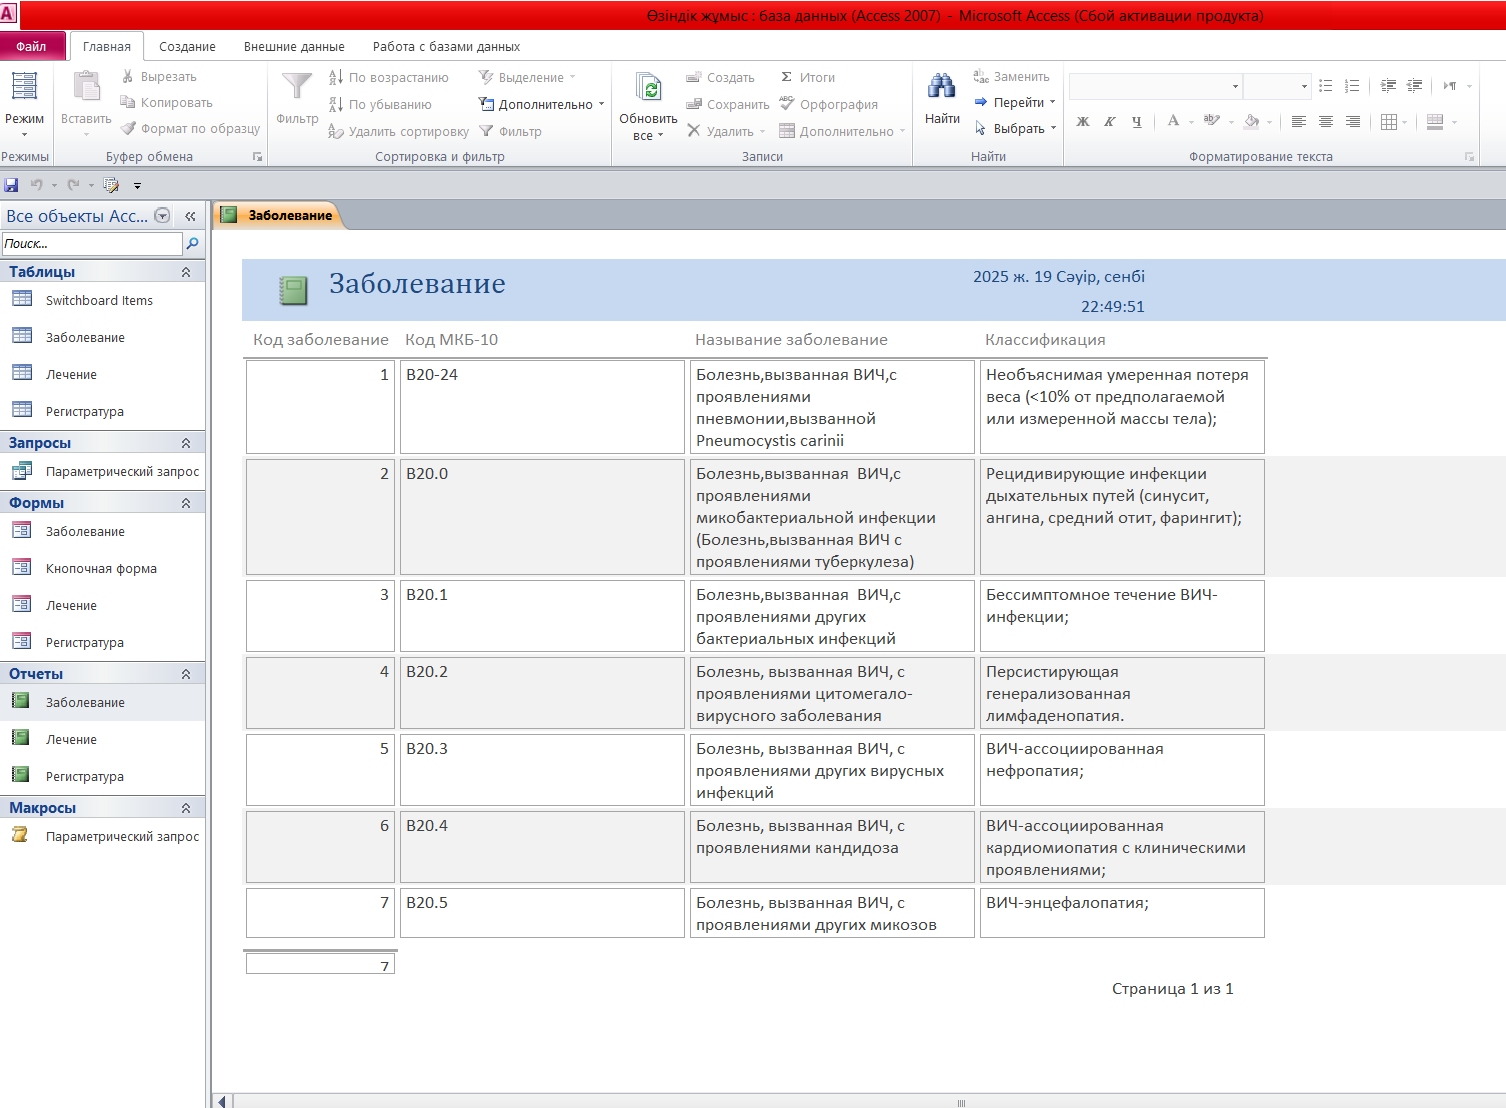 Өзіндік жұмыс : база данных (Access 2007) - Microsoft Access (Сбой активации продукта)
Файл
Главная
Создание
Внешние данные
Работа с базами данных
Режим
Режимы
Вставить
Вырезать
Копировать
Формат по образцу
Буфер обмена
Фильтр
По возрастанию
По убыванию
Удалить сортировку
Выделение
Дополнительно
Фильтр
Сортировка и фильтр
Обновить
все
Создать
Сохранить
Удалить
Итоги
Орфография
Дополнительно
Записи
Найти
Заменить
Перейти
Выбрать
Найти
Ж К Ч А
Форматирование текста
Все объекты Acc...
Поиск...
Таблицы
Switchboard Items
Заболевание
Лечение
Регистратура
Запросы
Параметрический запрос
Формы
Заболевание
Кнопочная форма
Лечение
Регистратура
Отчеты
Заболевание
Лечение
Регистратура
Макросы
Параметрический запрос
Заболевание
Заболевание
2025 ж. 19 Сәуір, сенбі
22:49:51
Код заболевание
Код МКБ-10
Называние заболевание
Классификация
1
B20-24
Болезнь,вызванная ВИЧ,с
проявлениями
пневмонии,вызванной
Pneumocystis carinii
Необъяснимая умеренная потеря
веса (<10% от предполагаемой
или измеренной массы тела);
2
B20.0
Болезнь,вызванная  ВИЧ,с
проявлениями
микобактериальной инфекции
(Болезнь,вызванная ВИЧ с
проявлениями туберкулеза)
Рецидивирующие инфекции
дыхательных путей (синусит,
ангина, средний отит, фарингит);
3
B20.1
Болезнь,вызванная  ВИЧ,с
проявлениями других
бактериальных инфекций
Бессимптомное течение ВИЧ-
инфекции;
4
B20.2
Болезнь, вызванная ВИЧ, с
проявлениями цитомегало-
вирусного заболевания
Персистирующая
генерализованная
лимфаденопатия.
5
B20.3
Болезнь, вызванная ВИЧ, с
проявлениями других вирусных
инфекций
ВИЧ-ассоциированная
нефропатия;
6
B20.4
Болезнь, вызванная ВИЧ, с
проявлениями кандидоза
ВИЧ-ассоциированная
кардиомиопатия с клиническими
проявлениями;
7
B20.5
Болезнь, вызванная ВИЧ, с
проявлениями других микозов
ВИЧ-энцефалопатия;
7
Страница 1 из 1